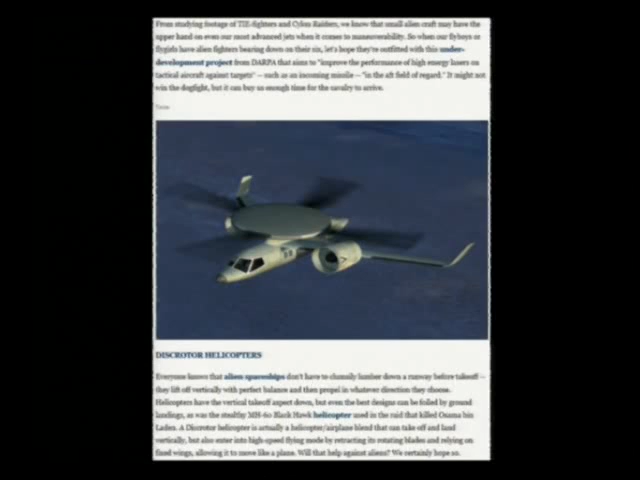 From studying footage of TIE-fighters and Cylon Raiders, we know that small alien craft may have the
upper hand on even our most advanced jets when it comes to maneuverability. So when our flyboys or
flygirls have alien fighters bearing down on their six, let's hope they're outfitted with this under-
development project from DARPA that aims to "improve the performance of high energy lasers on
tactical aircraft against targets" -- such as an incoming missile -- "in the aft field of regard." It might not
win the dogfight, but it can buy us enough time for the cavalry to arrive.
DISCROTOR HELICOPTERS
Everyone knows that alien spaceships don't have to clumsily lumber down a runway before takeoff --
they lift off vertically with perfect balance and then propel in whatever direction they choose.
Helicopters have the vertical takeoff aspect down, but even the best designs can be foiled by ground
landings, as was the stealthy MH-60 Black Hawk helicopter used in the raid that killed Osama bin
Laden. A Discrotor helicopter is actually a helicopter/airplane blend that can take off and land
vertically, but also enter into high-speed flying mode by retracting its rotating blades and relying on
fixed wings, allowing it to move like a plane. Will that help against aliens? We certainly hope so.